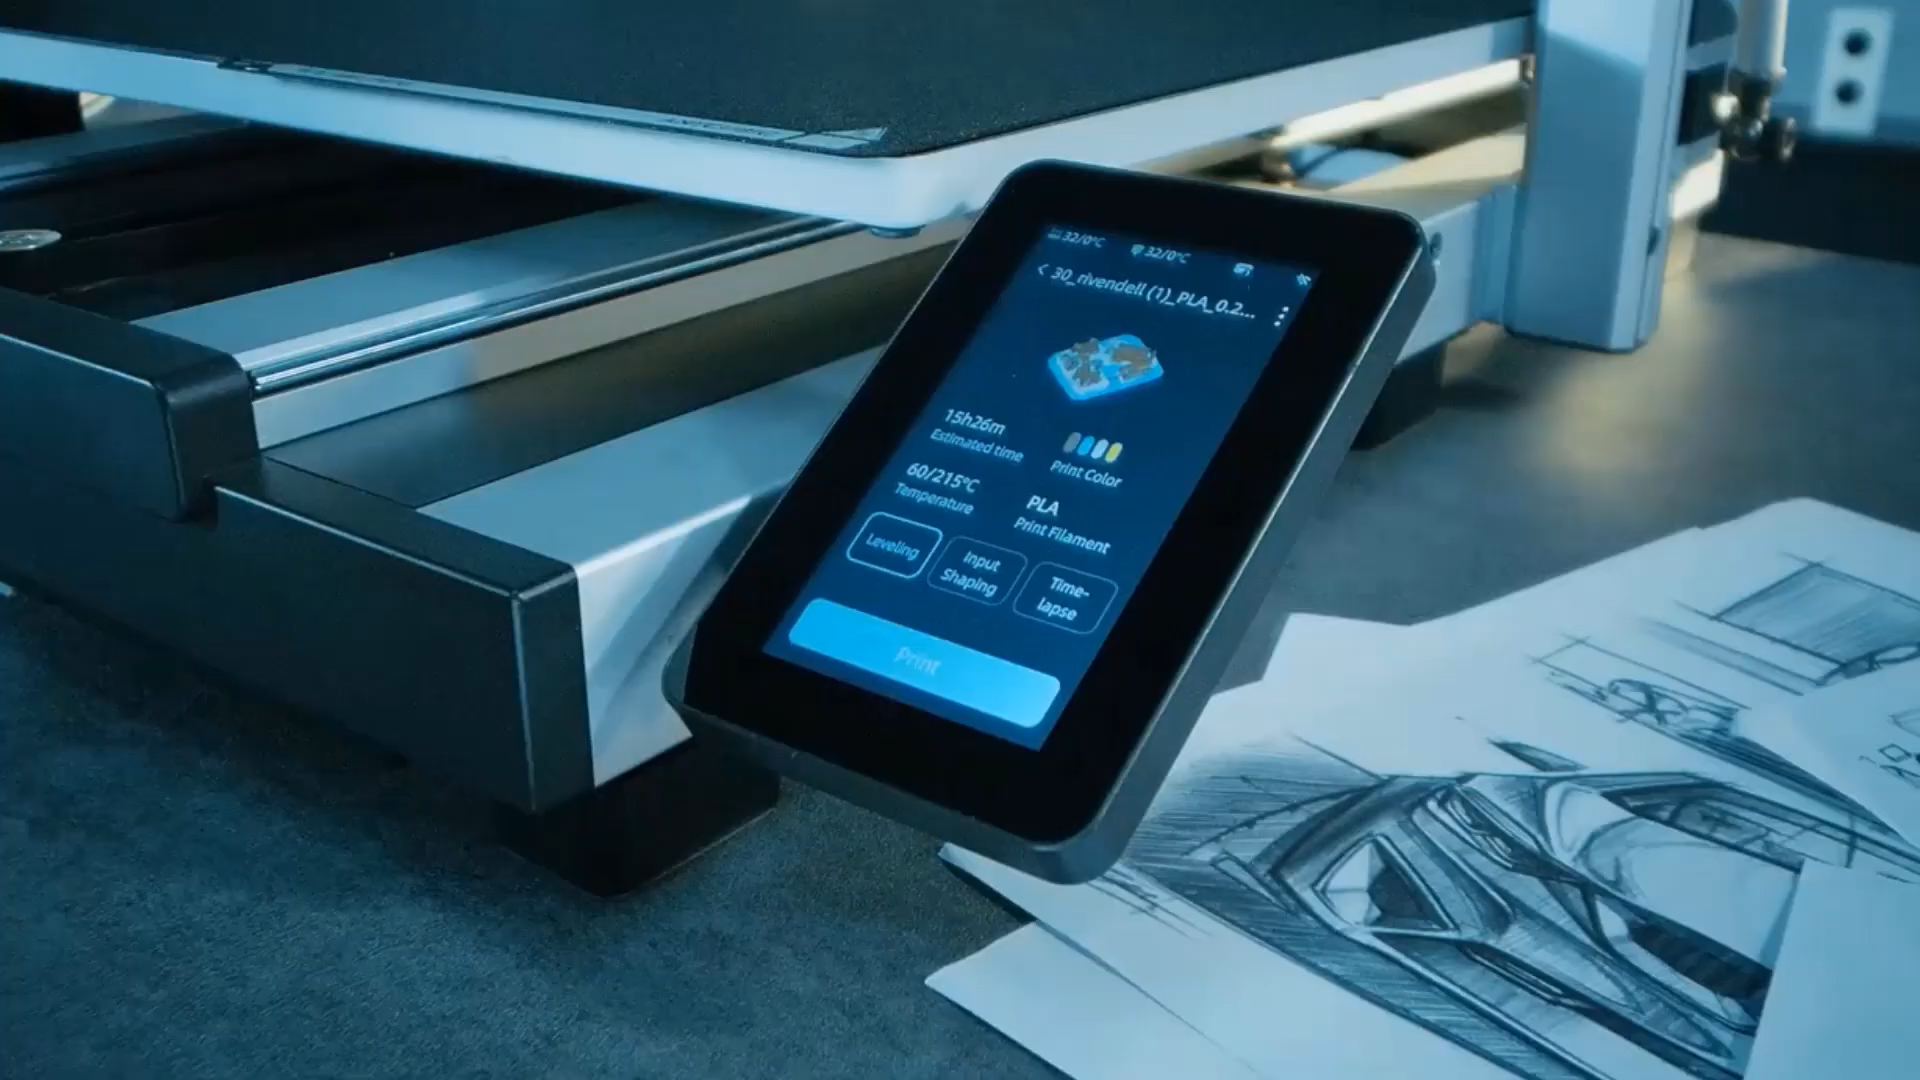 32/0°C 32/0°C
30_rivendell (1)_PLA_0.2...
15h26m
Estimated time
Print Color
60/215°C
Temperature
PLA
Print Filament
Leveling
Input
Shaping
Time-
lapse
Print